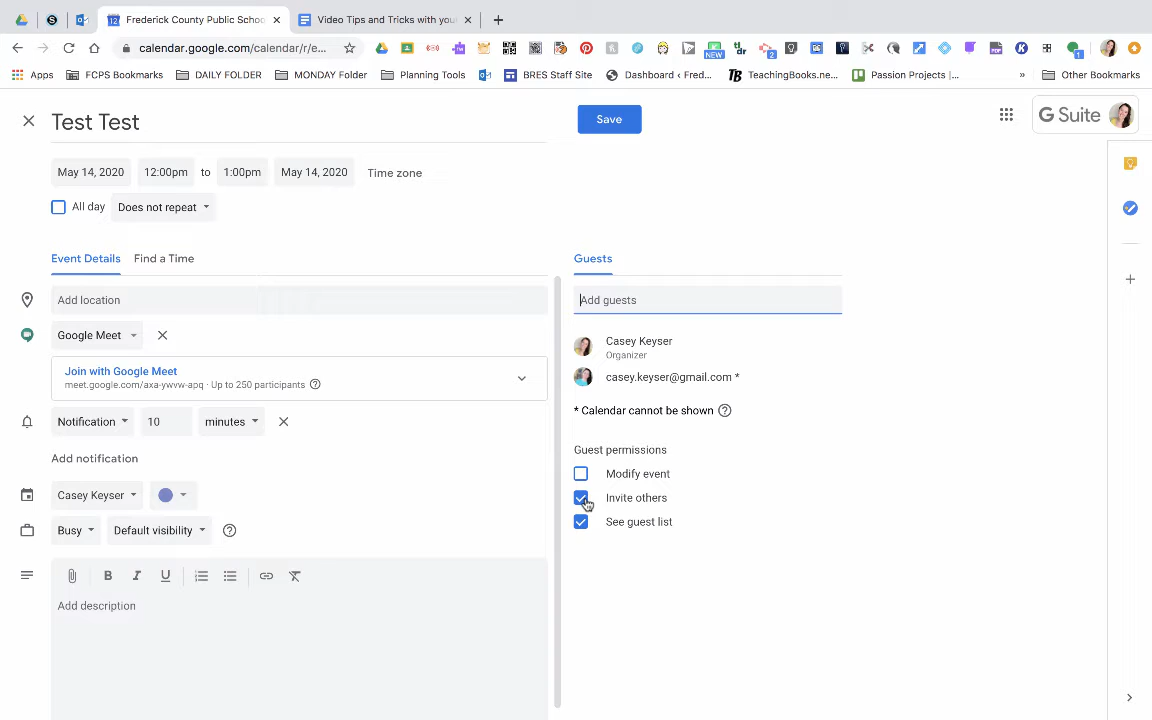 Frederick County Public Schoo
Video Tips and Tricks with you
calendar.google.com/calendar/r/e...
Apps FCPS Bookmarks DAILY FOLDER MONDAY Folder Planning Tools BRES Staff Site Dashboard ‹ Fred... TeachingBooks.ne... Passion Projects |... » Other Bookmarks
Test Test
Save
G Suite
May 14, 2020 12:00pm to 1:00pm May 14, 2020 Time zone
All day Does not repeat
Event Details Find a Time
Guests
Add location
Add guests
Google Meet
Casey Keyser
Organizer
Join with Google Meet
meet.google.com/axa-ywvw-apq · Up to 250 participants
casey.keyser@gmail.com *
* Calendar cannot be shown
Notification 10 minutes
Guest permissions
Add notification
Modify event
Casey Keyser
Invite others
Busy Default visibility
See guest list
B I U
Add description